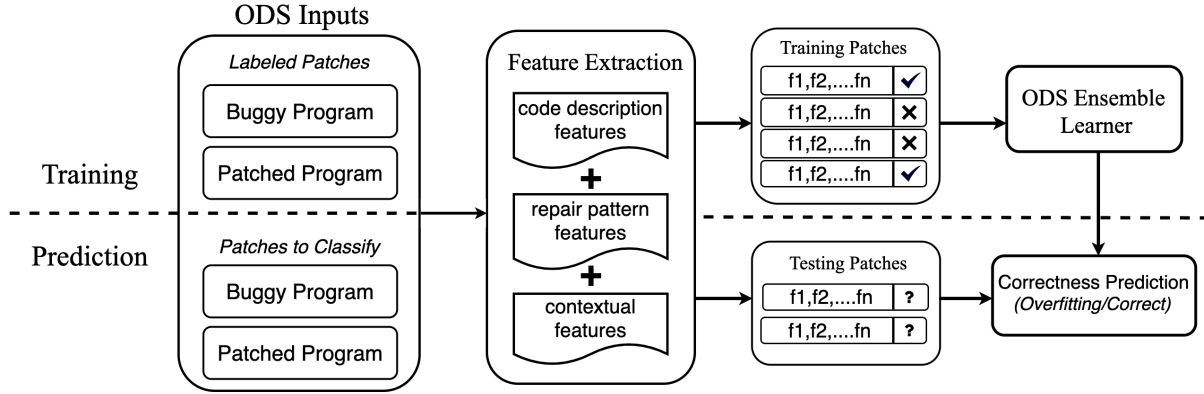 ODS Inputs
Labeled Patches
Buggy Program
Patched Program
Training
Prediction
Patches to Classify
Buggy Program
Patched Program
Feature Extraction
code description
features
+
repair pattern
features
+
contextual
features
Training Patches
f1,f2,....fn ✓
f1,f2,....fn ✕
f1,f2,....fn ✕
f1,f2,....fn ✓
ODS Ensemble
Learner
Testing Patches
f1,f2,....fn ?
f1,f2,....fn ?
Correctness Prediction
(Overfitting/Correct)